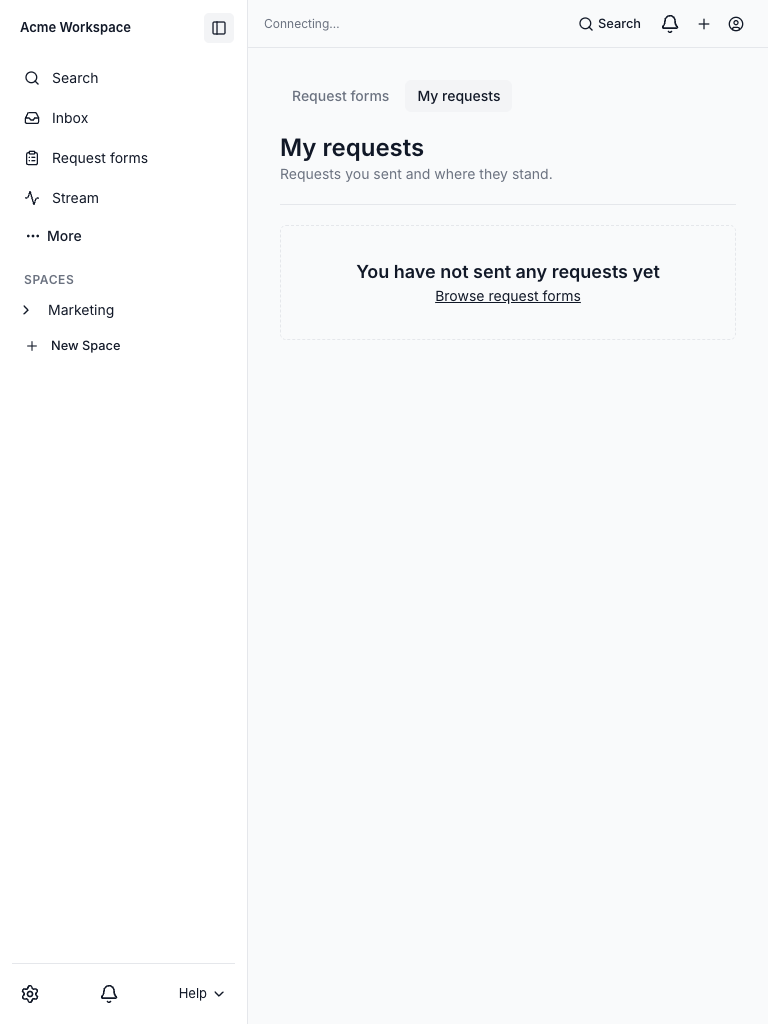 Acme Workspace
Search
Inbox
Request forms
Stream
More
SPACES
Marketing
New Space
Help
Connecting...
Search
Request forms
My requests
My requests
Requests you sent and where they stand.
You have not sent any requests yet
Browse request forms